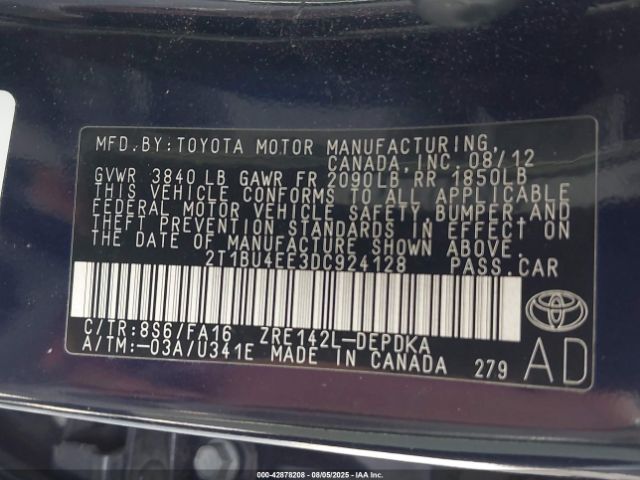 MFD. BY: TOYOTA MOTOR MANUFACTURING,
CANADA, INC. 08/12
GVWR 3840 LB GAWR FR 2090LB RR 1850LB
THIS VEHICLE CONFORMS TO ALL APPLICABLE
FEDERAL MOTOR VEHICLE SAFETY, BUMPER, AND
THEFT PREVENTION STANDARDS IN EFFECT ON
THE DATE OF MANUFACTURE SHOWN ABOVE.
2T1BU4EE3DC924128 PASS.CAR
C/TR: 8S6/FA16 ZRE142L-DEPDKA
A/TM: -03A/U341E MADE IN CANADA 279
AD
000-42878208 - 08/05/2025 - IAA Inc.